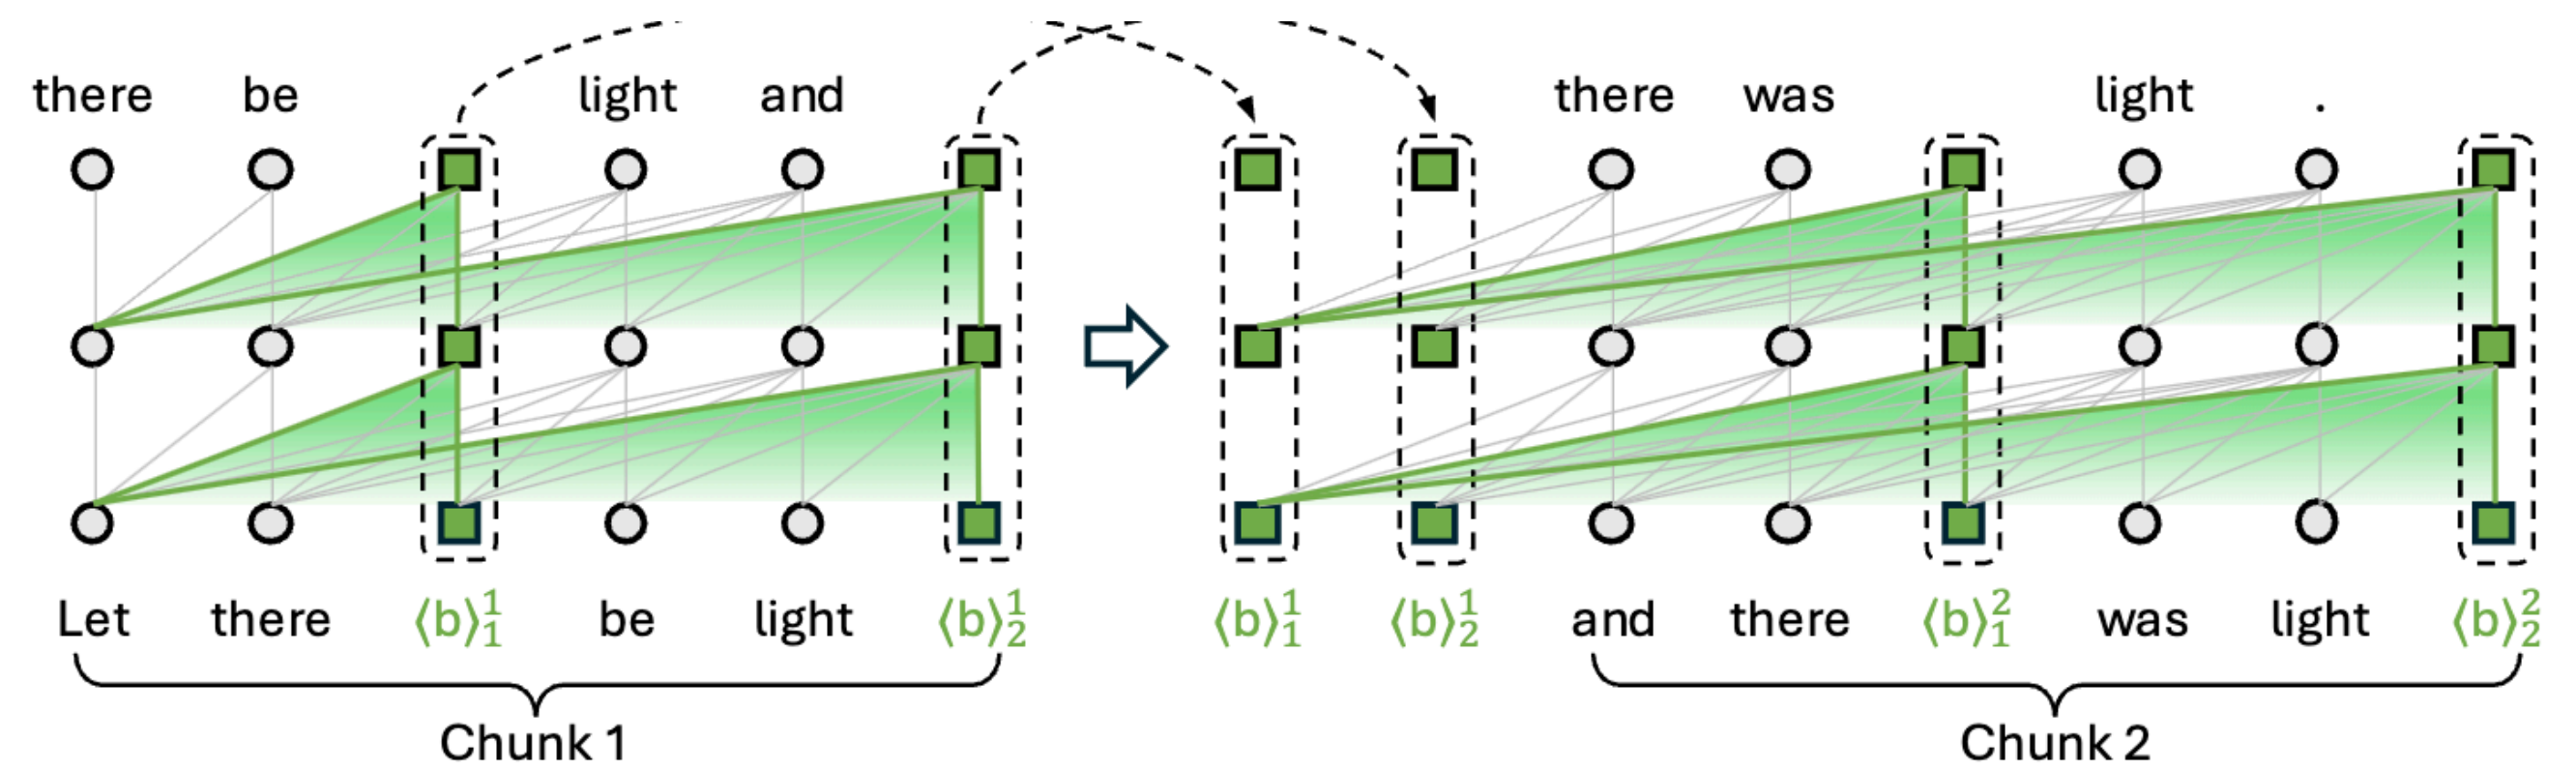 there be light and there was light .
Let there ⟨b⟩₁¹ be light ⟨b⟩₂¹ ⟨b⟩₁¹ ⟨b⟩₂¹ and there ⟨b⟩₁² was light ⟨b⟩₂²
Chunk 1 Chunk 2